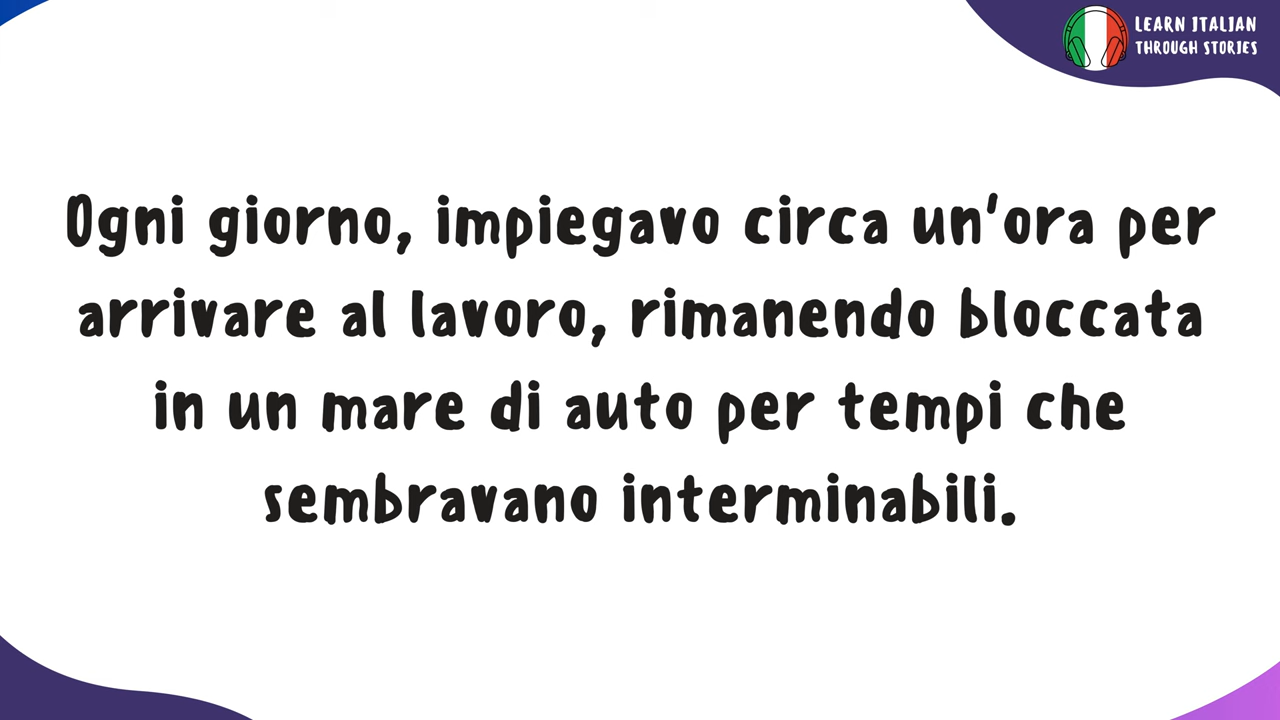 LEARN ITALIAN
THROUGH STORIES
Ogni giorno, impiegavo circa un'ora per
arrivare al lavoro, rimanendo bloccata
in un mare di auto per tempi che
sembravano interminabili.